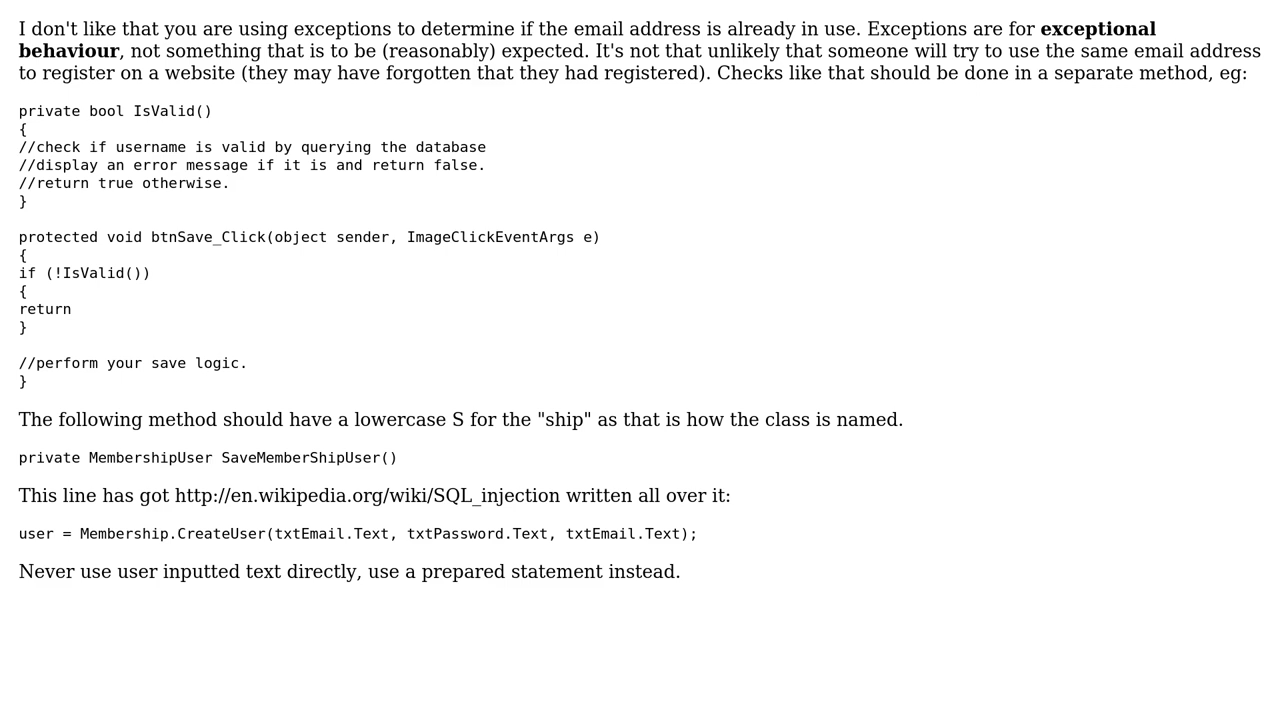 I don't like that you are using exceptions to determine if the email address is already in use. Exceptions are for exceptional
behaviour, not something that is to be (reasonably) expected. It's not that unlikely that someone will try to use the same email address
to register on a website (they may have forgotten that they had registered). Checks like that should be done in a separate method, eg:
private bool IsValid()
{
//check if username is valid by querying the database
//display an error message if it is and return false.
//return true otherwise.
}
protected void btnSave_Click(object sender, ImageClickEventArgs e)
{
if (!IsValid())
{
return
}
//perform your save logic.
}
The following method should have a lowercase S for the "ship" as that is how the class is named.
private MembershipUser SaveMemberShipUser()
This line has got http://en.wikipedia.org/wiki/SQL_injection written all over it:
user = Membership.CreateUser(txtEmail.Text, txtPassword.Text, txtEmail.Text);
Never use user inputted text directly, use a prepared statement instead.